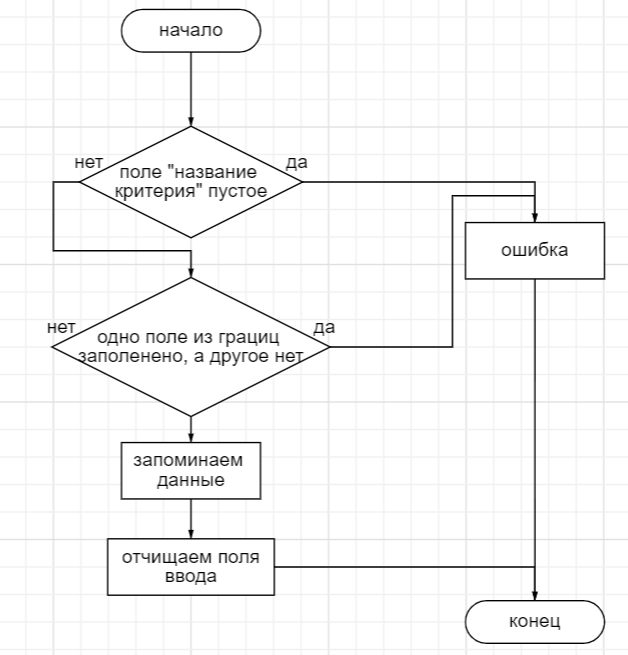 начало
нет
да
поле "название
критерия" пустое
ошибка
нет
да
одно поле из грациц
заполенено, а другое нет
запоминаем
данные
отчищаем поля
ввода
конец